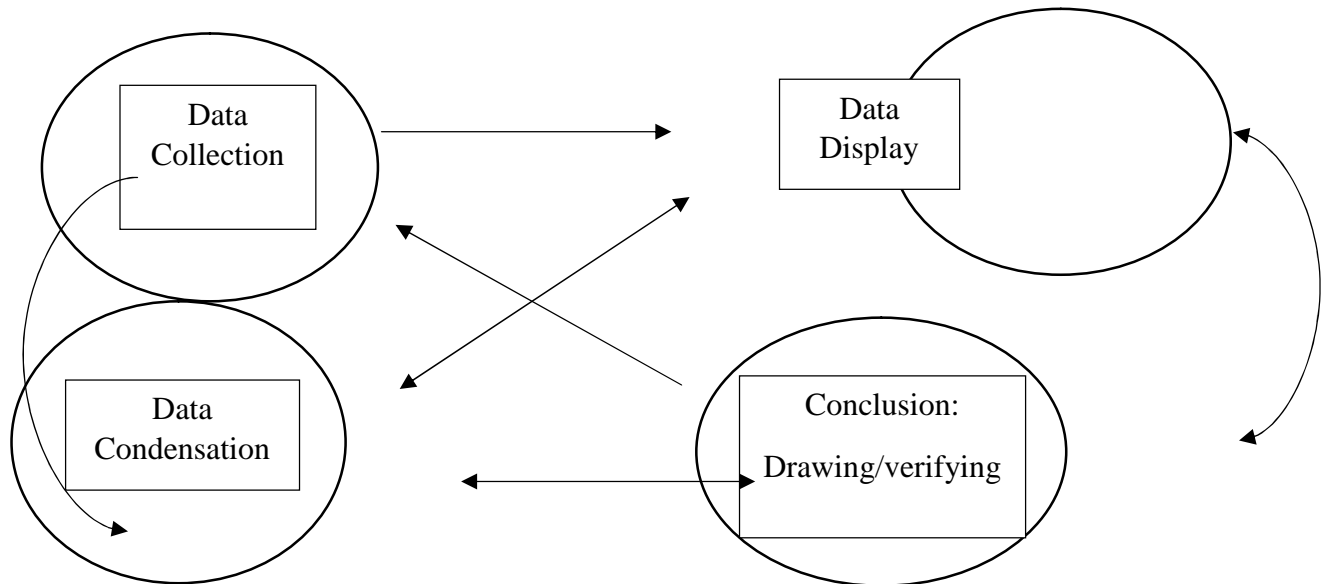 Data
Collection
Data
Display
Data
Condensation
Conclusion:
Drawing/verifying